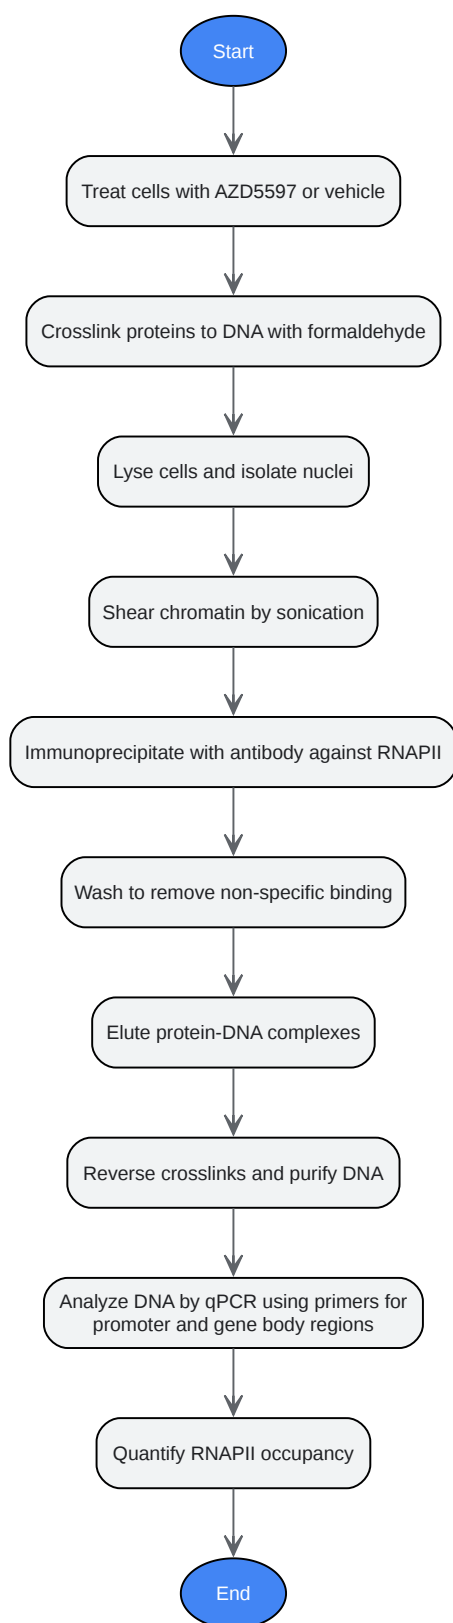 Start
Treat cells with AZD5597 or vehicle
Crosslink proteins to DNA with formaldehyde
Lyse cells and isolate nuclei
Shear chromatin by sonication
Immunoprecipitate with antibody against RNAPII
Wash to remove non-specific binding
Elute protein-DNA complexes
Reverse crosslinks and purify DNA
Analyze DNA by qPCR using primers for
promoter and gene body regions
Quantify RNAPII occupancy
End